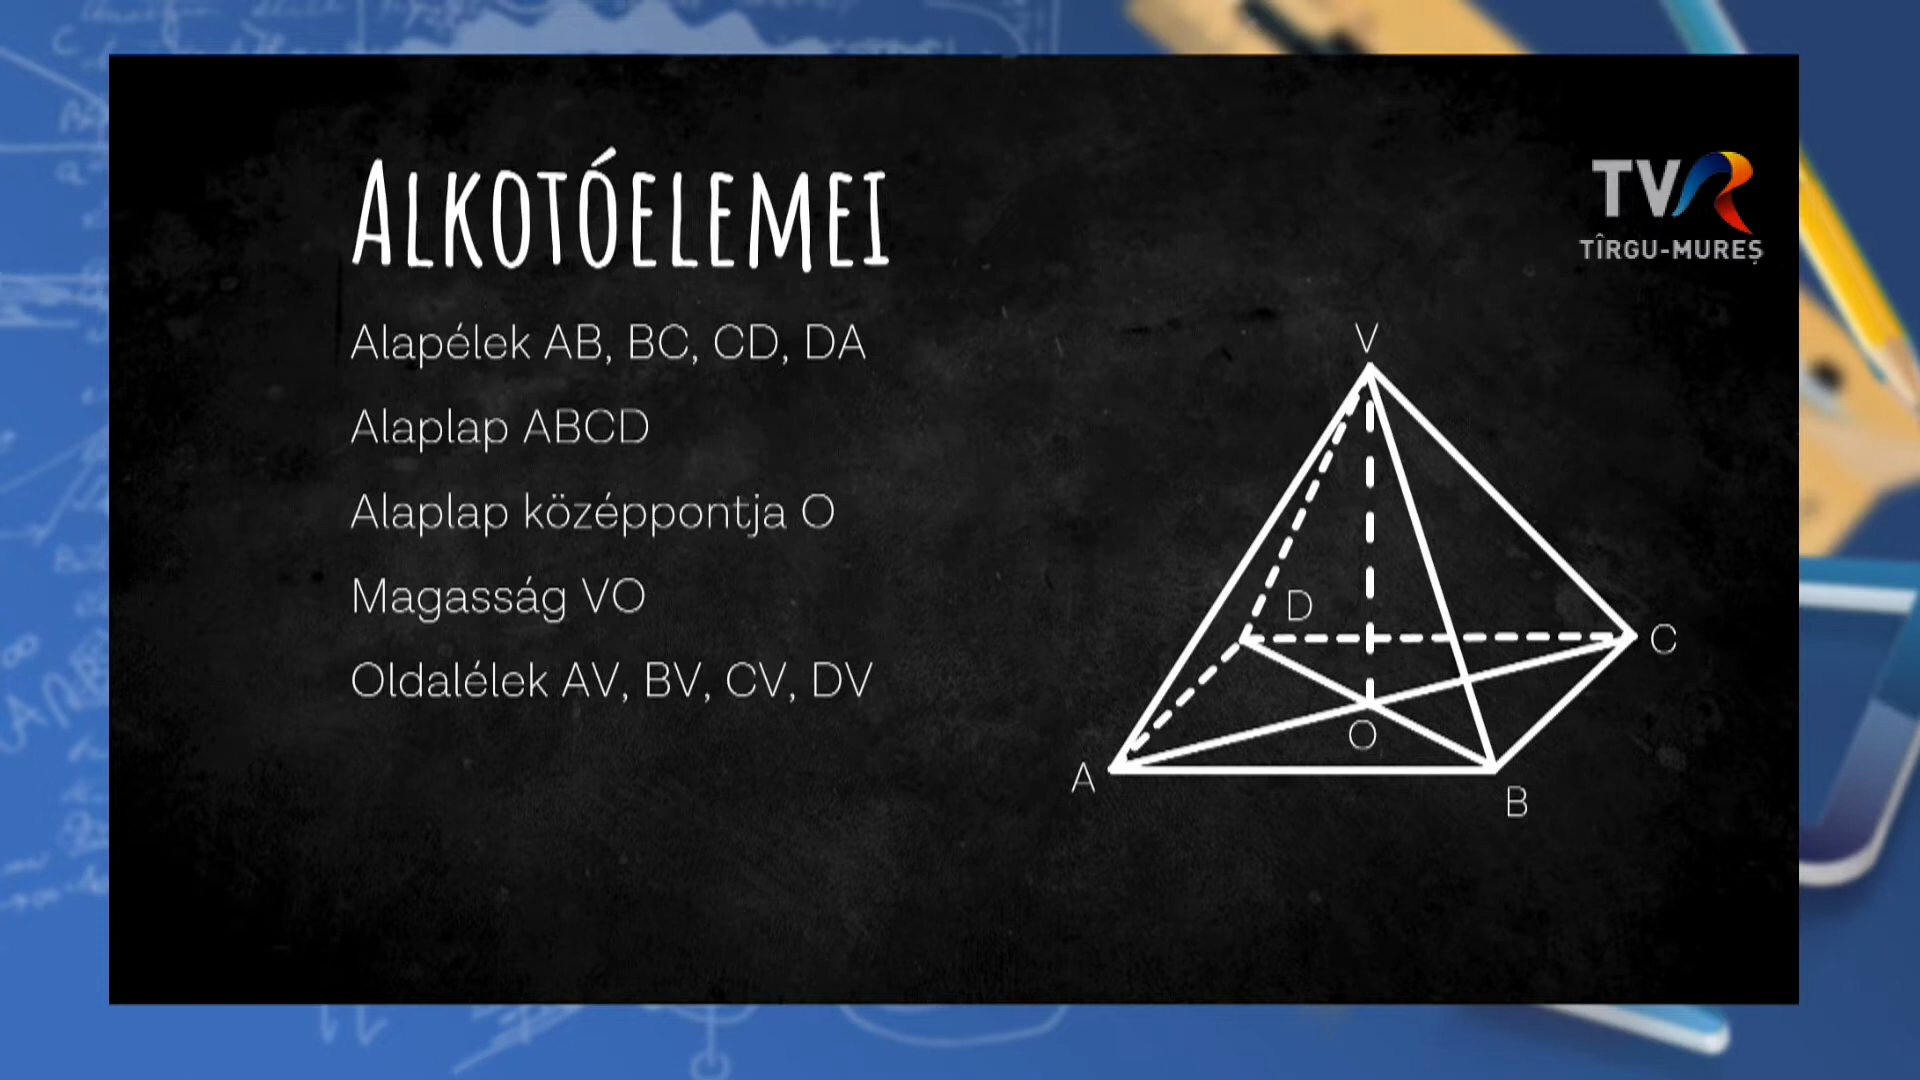 ALKOTÓELEMEI
Alapélek AB, BC, CD, DA
Alaplap ABCD
Alaplap középpontja O
Magasság VO
Oldalélek AV, BV, CV, DV
TVR
TÎRGU-MUREȘ
V
D
C
O
A
B